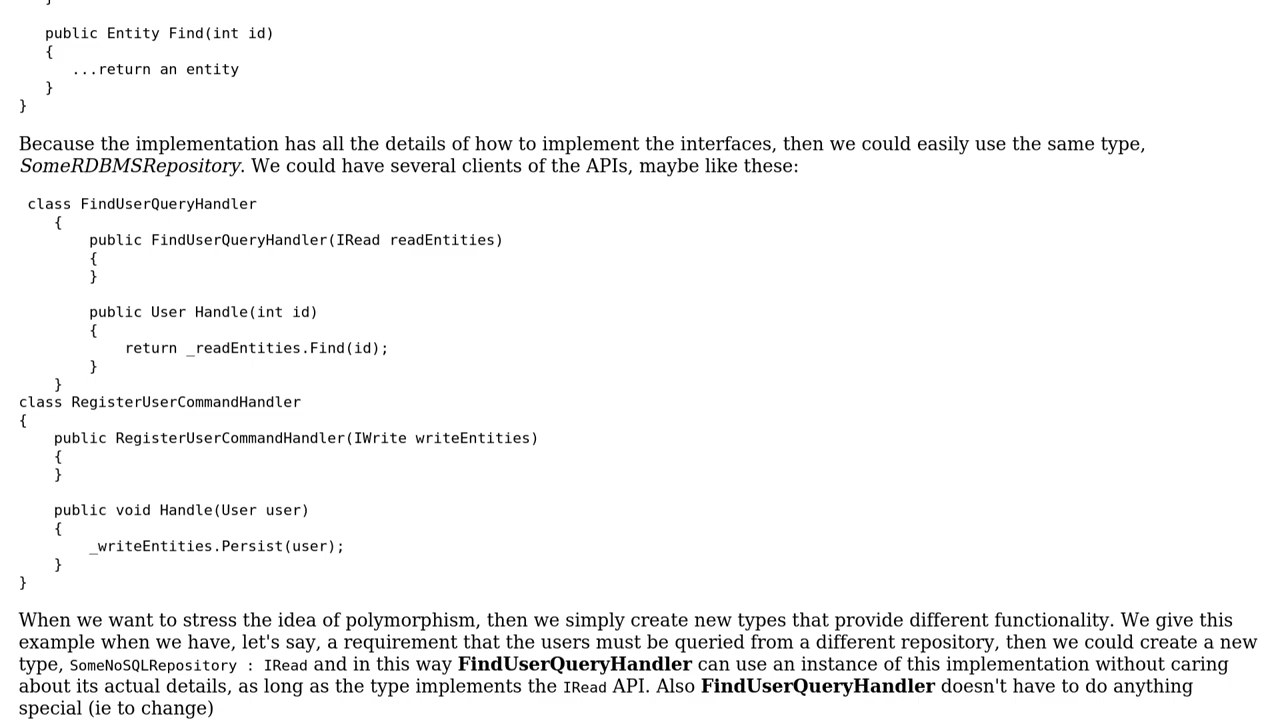 }
public Entity Find(int id)
{
...return an entity
}
}
Because the implementation has all the details of how to implement the interfaces, then we could easily use the same type,
SomeRDBMSRepository. We could have several clients of the APIs, maybe like these:
class FindUserQueryHandler
{
public FindUserQueryHandler(IRead readEntities)
{
}
public User Handle(int id)
{
return _readEntities.Find(id);
}
}
class RegisterUserCommandHandler
{
public RegisterUserCommandHandler(IWrite writeEntities)
{
}
public void Handle(User user)
{
_writeEntities.Persist(user);
}
}
When we want to stress the idea of polymorphism, then we simply create new types that provide different functionality. We give this
example when we have, let's say, a requirement that the users must be queried from a different repository, then we could create a new
type, SomeNoSQLRepository : IRead and in this way FindUserQueryHandler can use an instance of this implementation without caring
about its actual details, as long as the type implements the IRead API. Also FindUserQueryHandler doesn't have to do anything
special (ie to change)